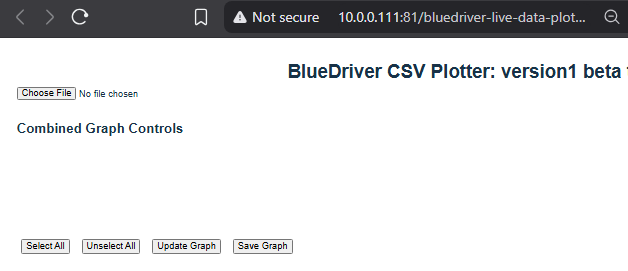 Not secure 10.0.0.111:81/bluedriver-live-data-plot...
BlueDriver CSV Plotter: version1 beta
Choose File No file chosen
Combined Graph Controls
Select All Unselect All Update Graph Save Graph